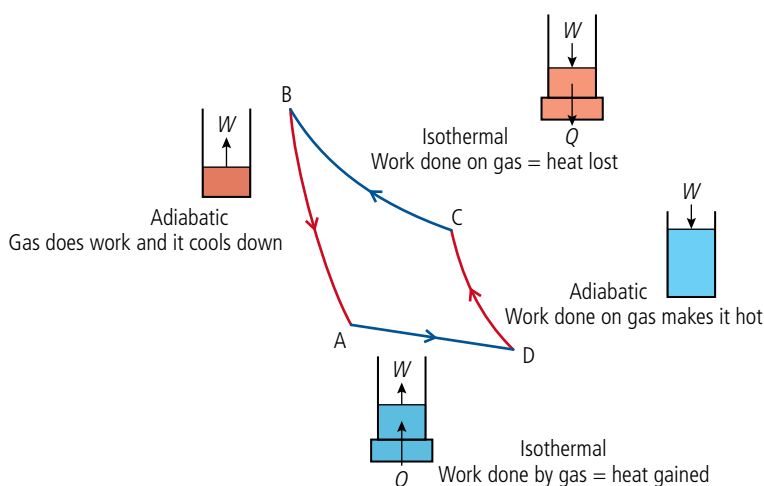 W
B
W
Q
Isothermal
Work done on gas = heat lost
W
Adiabatic
Gas does work and it cools down
C
Adiabatic
Work done on gas makes it hot
A
D
W
Q
Isothermal
Work done by gas = heat gained